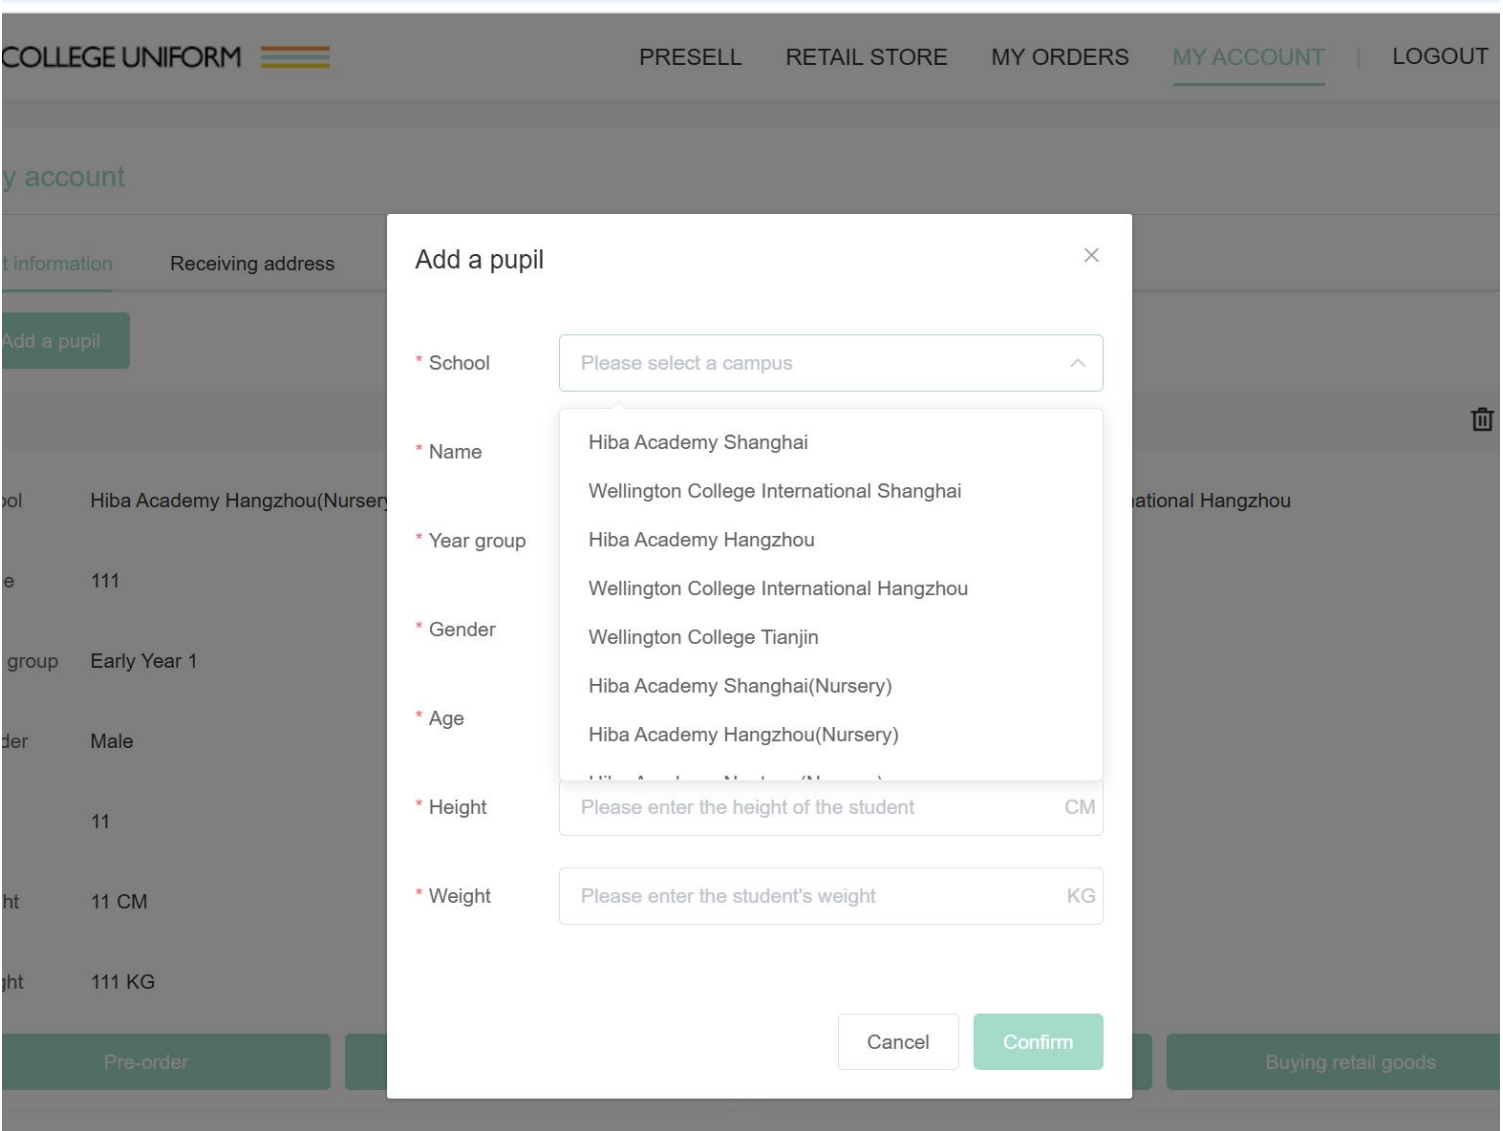 COLLEGE UNIFORM
PRESELL RETAIL STORE MY ORDERS MY ACCOUNT LOGOUT
y account
t information Receiving address
Add a pupil
Add a pupil
* School Please select a campus
Hiba Academy Shanghai
* Name
Wellington College International Shanghai
ool Hiba Academy Hangzhou(Nursery ational Hangzhou
* Year group
Hiba Academy Hangzhou
e 111
Wellington College International Hangzhou
* Gender
Wellington College Tianjin
group Early Year 1
Hiba Academy Shanghai(Nursery)
* Age
der Male
Hiba Academy Hangzhou(Nursery)
* Height Please enter the height of the student CM
11
ht 11 CM
* Weight Please enter the student's weight KG
ght 111 KG
Cancel Confirm
Pre-order Buying retail goods